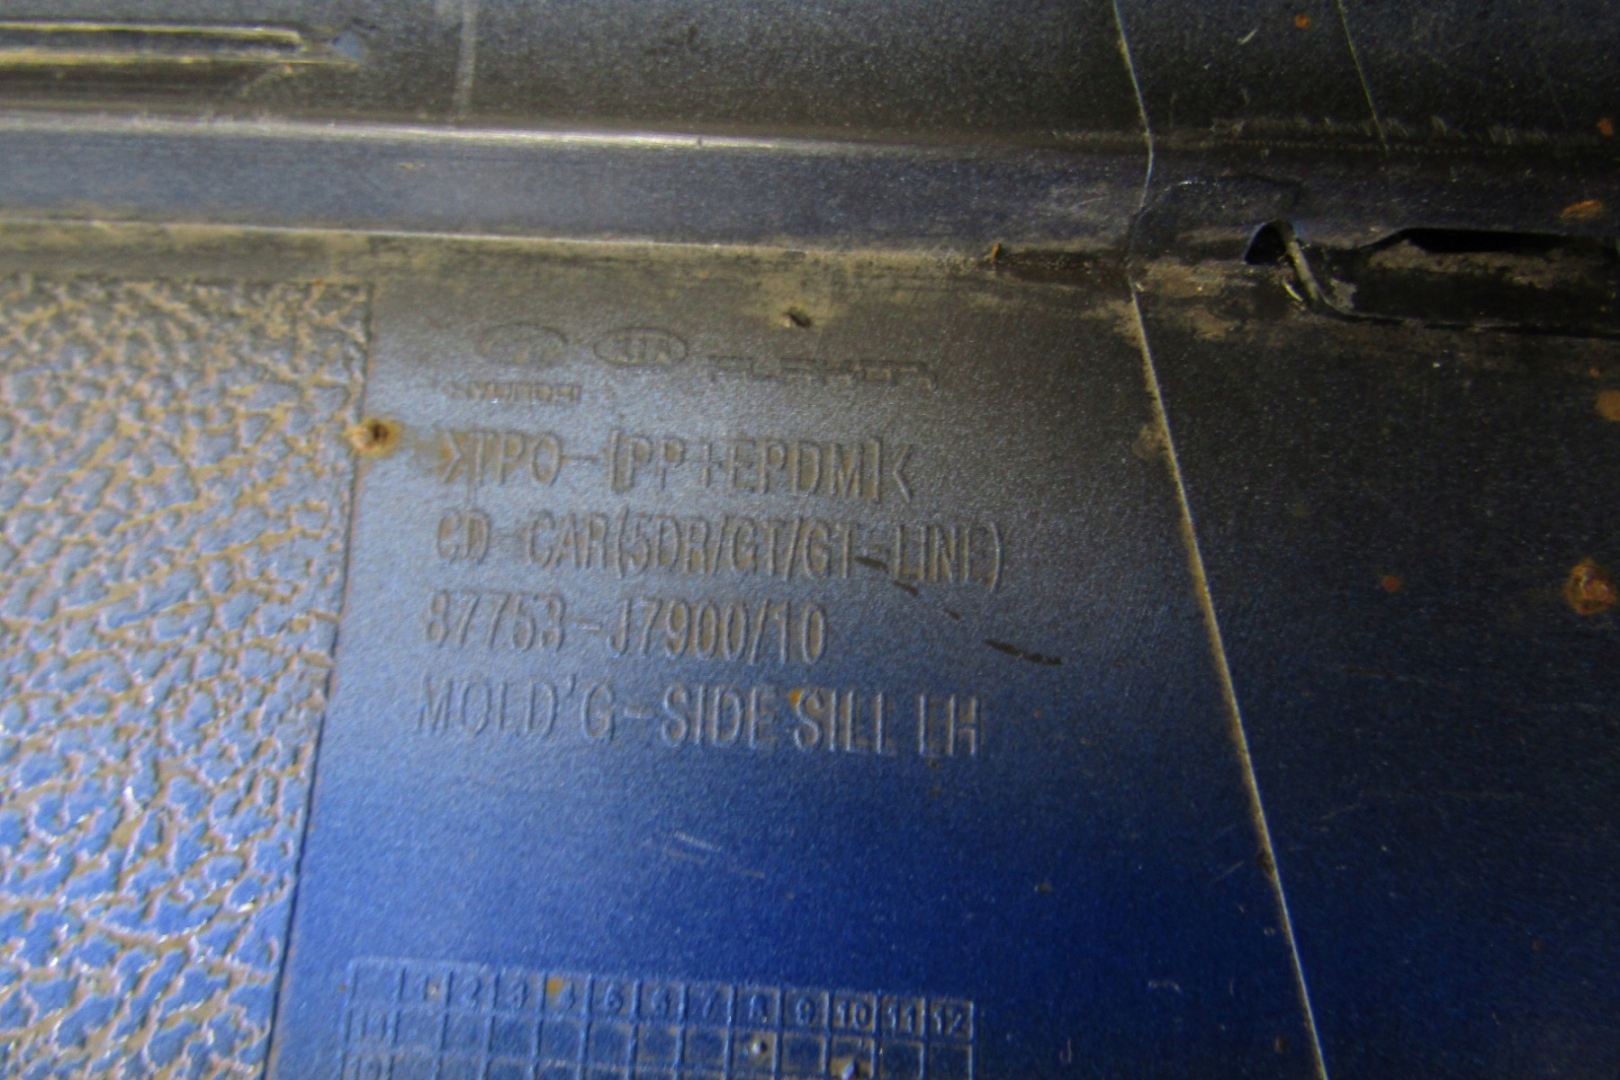 HYUNDAI KIA
>TPO-[PP+EPDM]<
CD CAR(5DR/GT/GT-LINE)
87753-J7900/10
MOLD'G-SIDE SILL LH
1 2 3 4 5 6 7 8 9 10 11 12